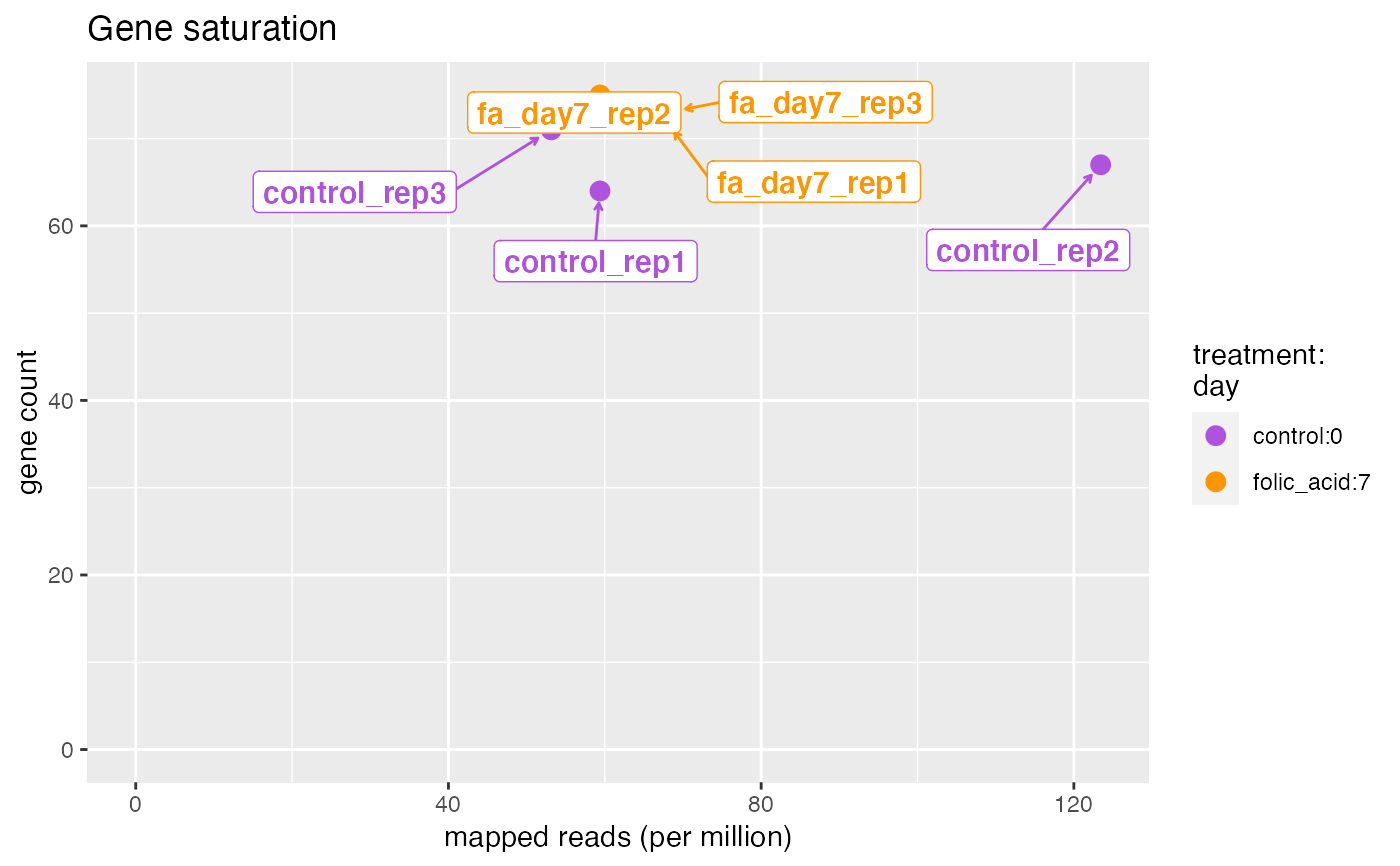 Gene saturation
fa_day7_rep2
fa_day7_rep3
control_rep3
fa_day7_rep1
control_rep1
control_rep2
60
40
20
0
gene count
0
40
80
120
mapped reads (per million)
treatment:
day
control:0
folic_acid:7